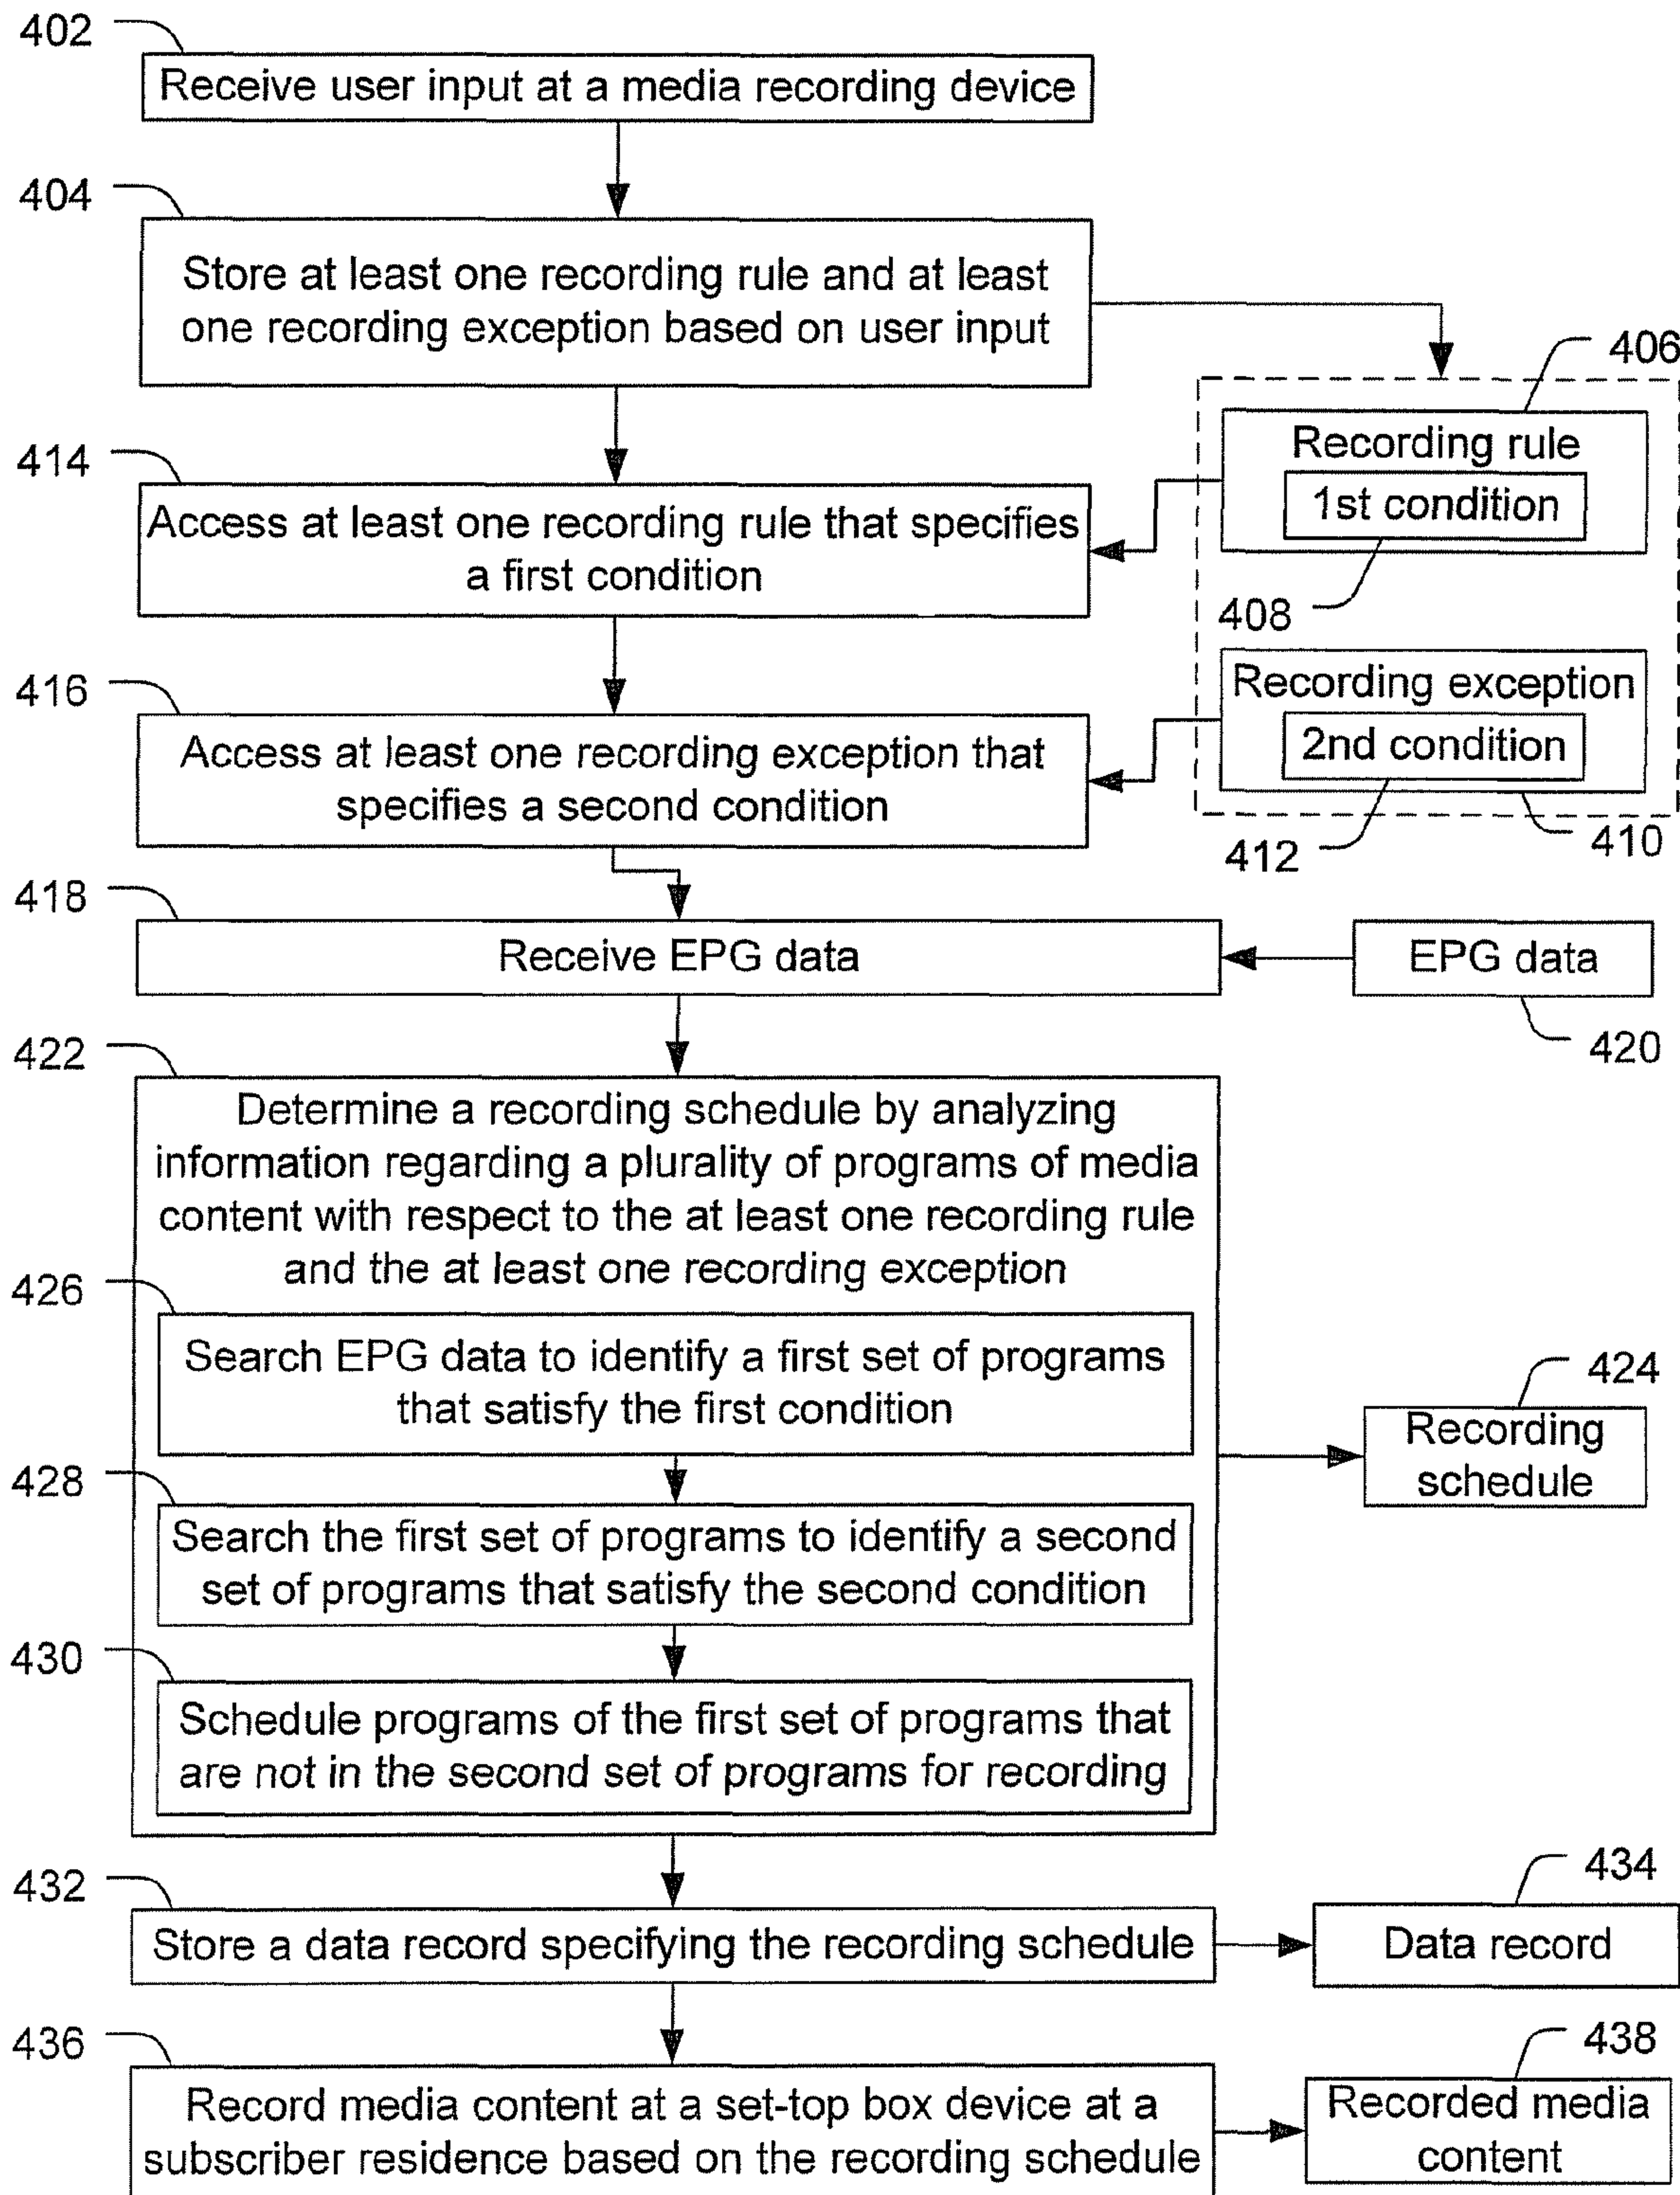 402
Receive user input at a media recording device
404
Store at least one recording rule and at least
one recording exception based on user input
406
Recording rule
1st condition
408
414
Access at least one recording rule that specifies
a first condition
Recording exception
2nd condition
410
412
416
Access at least one recording exception that
specifies a second condition
418
Receive EPG data
EPG data
420
422
Determine a recording schedule by analyzing
information regarding a plurality of programs of media
content with respect to the at least one recording rule
and the at least one recording exception
426
Search EPG data to identify a first set of programs
that satisfy the first condition
424
Recording
schedule
428
Search the first set of programs to identify a second
set of programs that satisfy the second condition
430
Schedule programs of the first set of programs that
are not in the second set of programs for recording
432
Store a data record specifying the recording schedule
434
Data record
436
Record media content at a set-top box device at a
subscriber residence based on the recording schedule
438
Recorded media
content